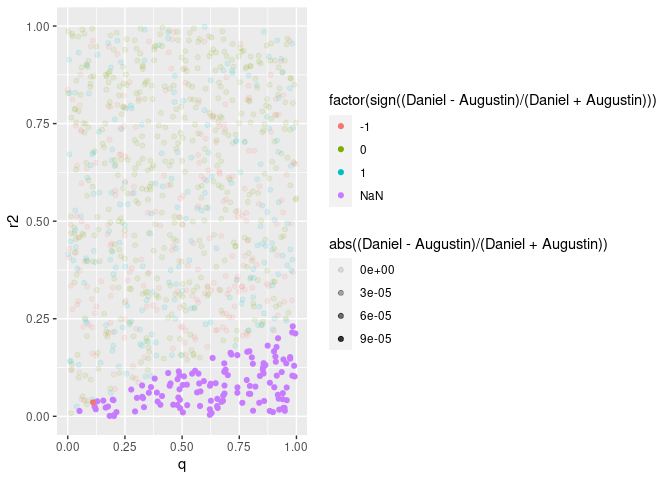 1.00
0.75
0.50
0.25
0.00
r2
0.00 0.25 0.50 0.75 1.00
q
factor(sign((Daniel - Augustin)/(Daniel + Augustin)))
-1
0
1
NaN
abs((Daniel - Augustin)/(Daniel + Augustin))
0e+00
3e-05
6e-05
9e-05